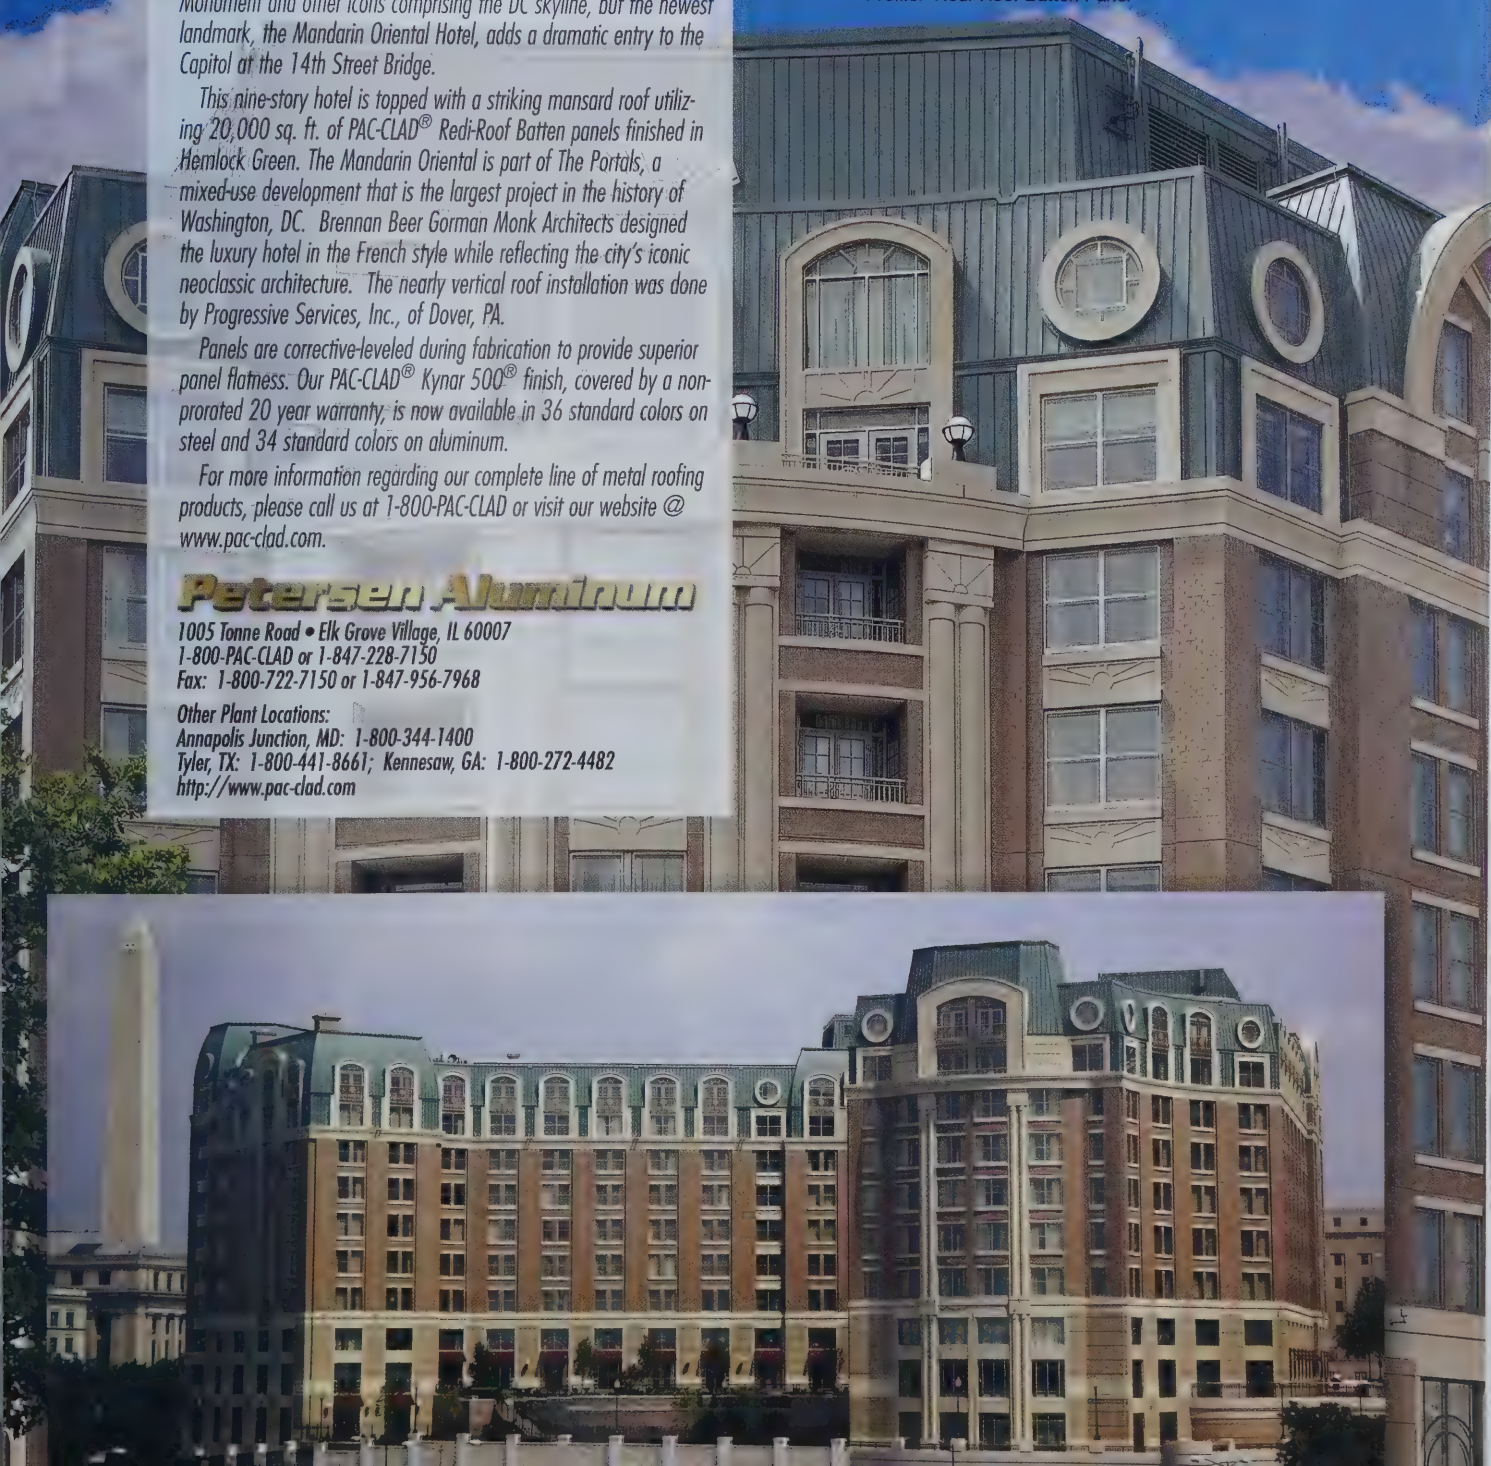 Monument and other icons comprising the DC skyline, but the newest
landmark, the Mandarin Oriental Hotel, adds a dramatic entry to the
Capitol at the 14th Street Bridge.
This nine-story hotel is topped with a striking mansard roof utiliz-
ing 20,000 sq. ft. of PAC-CLAD® Redi-Roof Batten panels finished in
Hemlock Green. The Mandarin Oriental is part of The Portals, a
mixed-use development that is the largest project in the history of
Washington, DC. Brennan Beer Gorman Monk Architects designed
the luxury hotel in the French style while reflecting the city's iconic
neoclassic architecture. The nearly vertical roof installation was done
by Progressive Services, Inc., of Dover, PA.
Panels are corrective-leveled during fabrication to provide superior
panel flatness. Our PAC-CLAD® Kynar 500® finish, covered by a non-
prorated 20 year warranty, is now available in 36 standard colors on
steel and 34 standard colors on aluminum.
For more information regarding our complete line of metal roofing
products, please call us at 1-800-PAC-CLAD or visit our website @
www.pac-clad.com.
Petersen Aluminum
1005 Tonne Road • Elk Grove Village, IL 60007
1-800-PAC-CLAD or 1-847-228-7150
Fax: 1-800-722-7150 or 1-847-956-7968
Other Plant Locations:
Annapolis Junction, MD: 1-800-344-1400
Tyler, TX: 1-800-441-8661; Kennesaw, GA: 1-800-272-4482
http://www.pac-clad.com